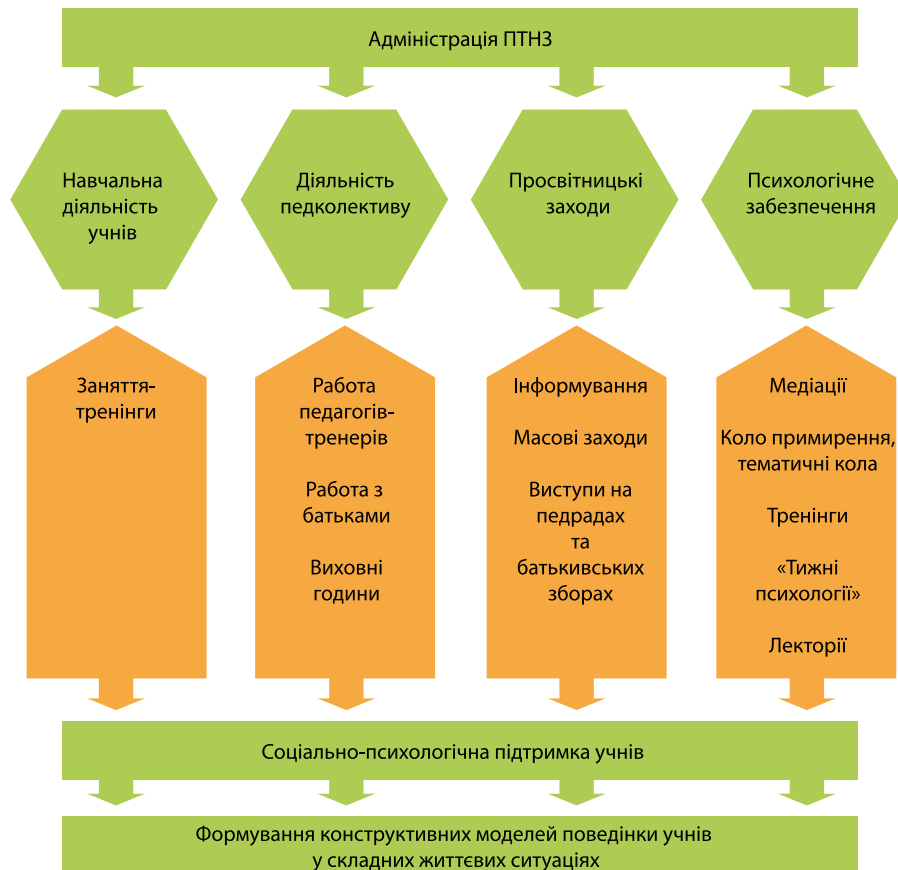 Адміністрація ПТНЗ
Навчальна
діяльність
учнів
Діяльність
педколективу
Просвітницькі
заходи
Психологічне
забезпечення
Заняття-
тренінги
Работа
педагогів-
тренерів
Работа з
батьками
Виховні
години
Інформування
Масові заходи
Виступи на
педрадах
та
батькивських
зборах
Медіації
Коло примирення,
тематичні кола
Тренінги
«Тижні
психології»
Лекторії
Соціально-психологічна підтримка учнів
Формування конструктивних моделей поведінки учнів
у складних життєвих ситуаціях